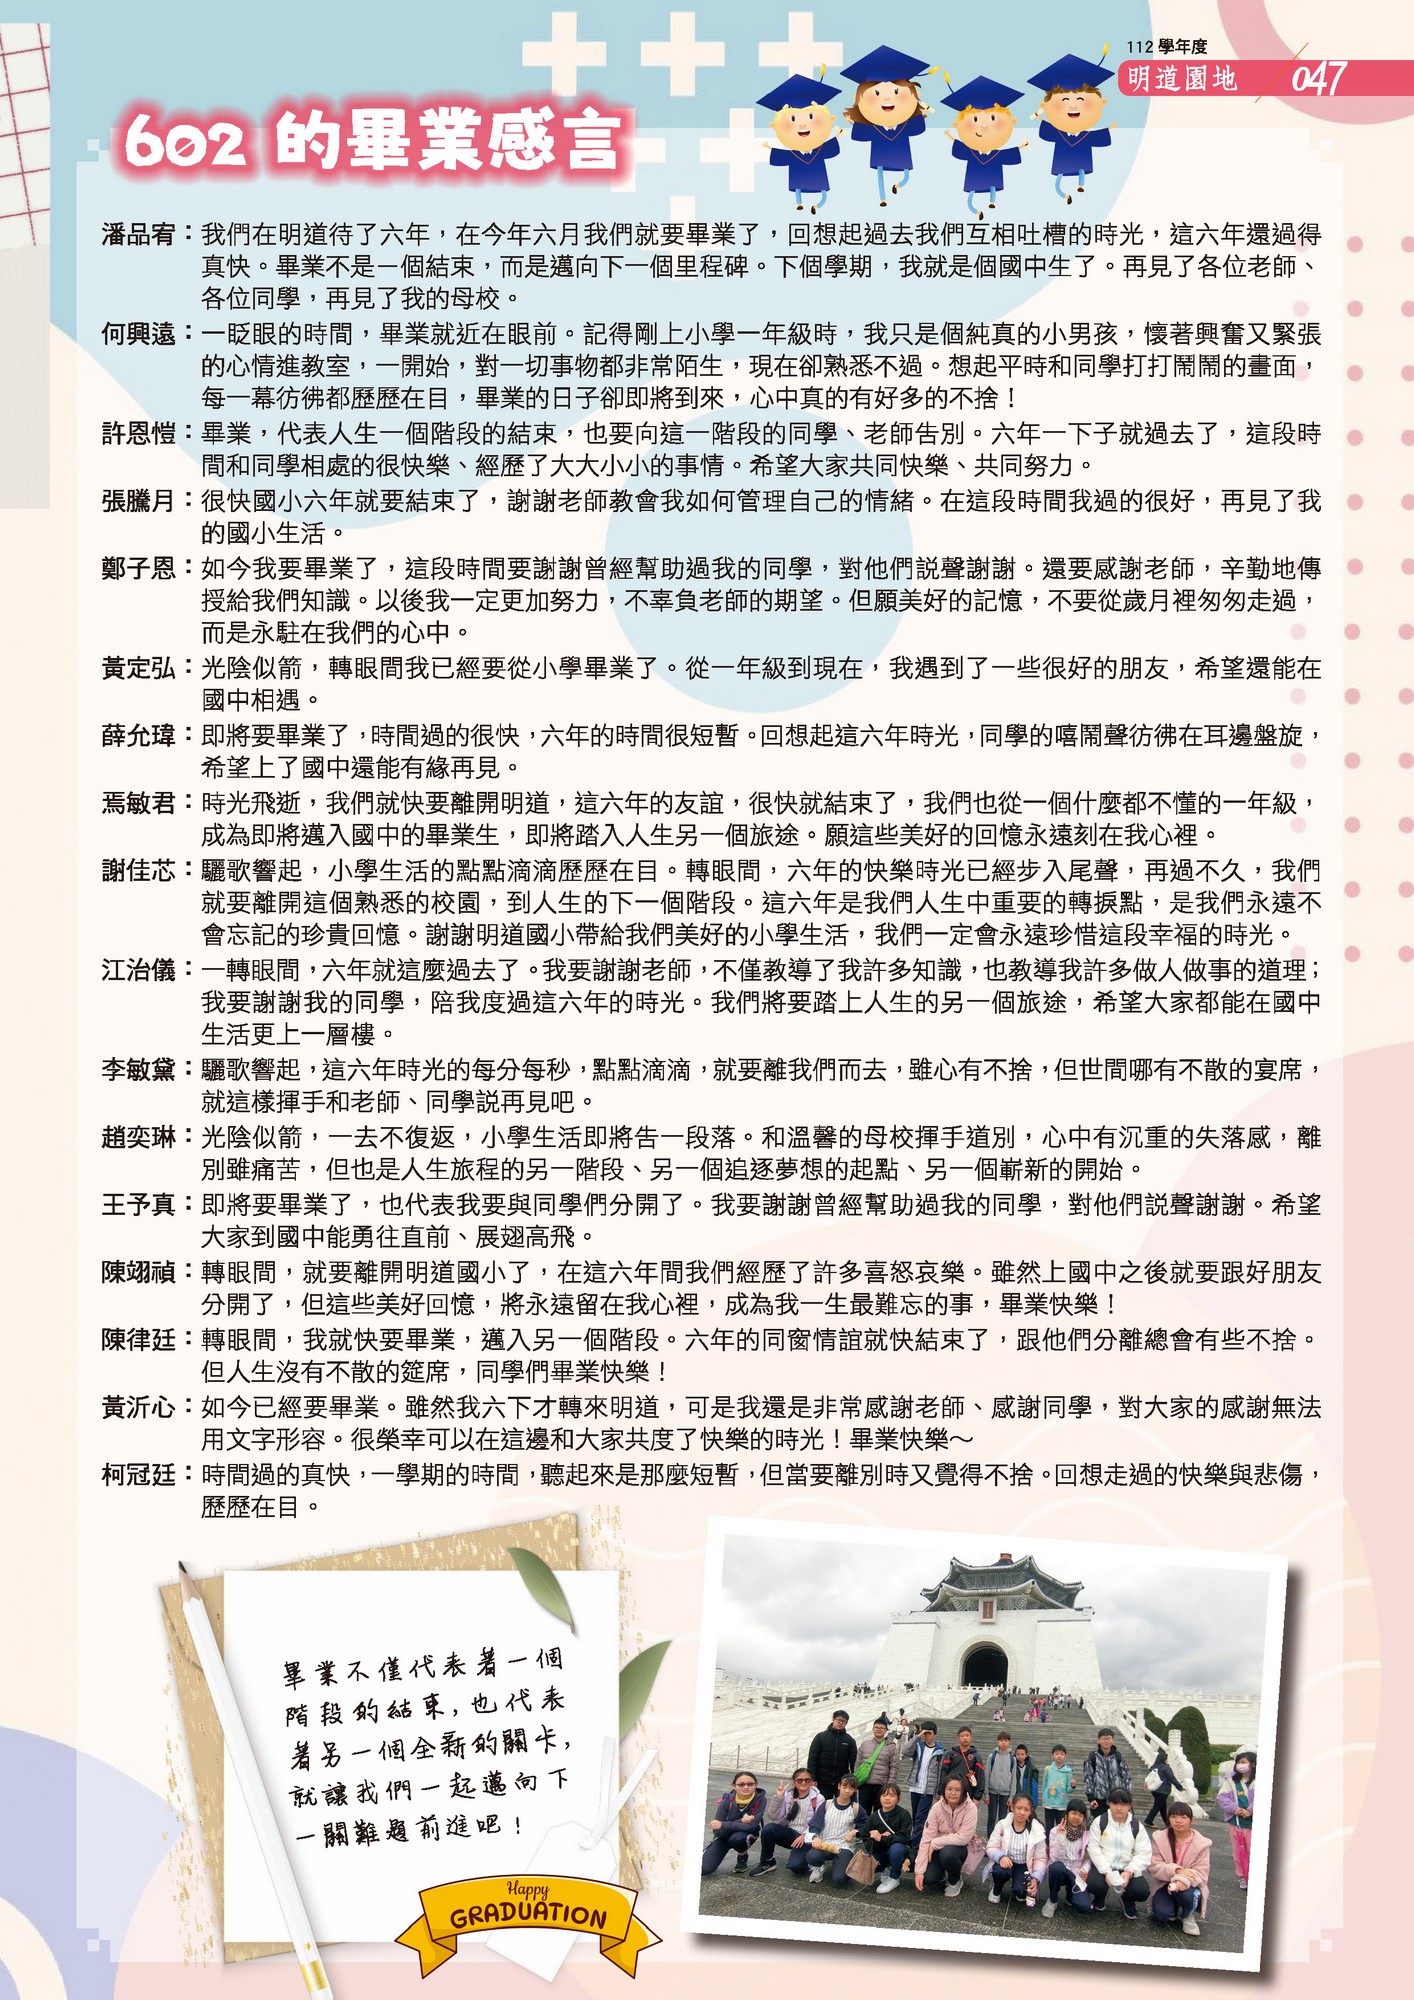 112 學年度
明道園地 047
602 的畢業感言
潘品宥：我們在明道待了六年，在今年六月我們就要畢業了，回想起過去我們互相吐槽的時光，這六年還過得
真快。畢業不是一個結束，而是邁向下一個里程碑。下個學期，我就是個國中生了。再見了各位老師、
各位同學，再見了我的母校。
何興遠：一眨眼的時間，畢業就近在眼前。記得剛上小學一年級時，我只是個純真的小男孩，懷著興奮又緊張
的心情進教室，一開始，對一切事物都非常陌生，現在卻熟悉不過。想起平時和同學打打鬧鬧的畫面，
每一幕彷彿都歷歷在目，畢業的日子卻即將到來，心中真的有好多的不捨！
許恩愷：畢業，代表人生一個階段的結束，也要向這一階段的同學、老師告別。六年一下子就過去了，這段時
間和同學相處的很快樂、經歷了大大小小的事情。希望大家共同快樂、共同努力。
張騰月：很快國小六年就要結束了，謝謝老師教會我如何管理自己的情緒。在這段時間我過的很好，再見了我
的國小生活。
鄭子恩：如今我要畢業了，這段時間要謝謝曾經幫助過我的同學，對他們說聲謝謝。還要感謝老師，辛勤地傳
授給我們知識。以後我一定更加努力，不辜負老師的期望。但願美好的記憶，不要從歲月裡匆匆走過，
而是永駐在我們的心中。
黃定弘：光陰似箭，轉眼間我已經要從小學畢業了。從一年級到現在，我遇到了一些很好的朋友，希望還能在
國中相遇。
薛允瑋：即將要畢業了，時間過的很快，六年的時間很短暫。回想起這六年時光，同學的嘻鬧聲彷彿在耳邊盤旋，
希望上了國中還能有緣再見。
焉敏君：時光飛逝，我們就快要離開明道，這六年的友誼，很快就結束了，我們也從一個什麼都不懂的一年級，
成為即將邁入國中的畢業生，即將踏入人生另一個旅途。願這些美好的回憶永遠刻在我心裡。
謝佳芯：驪歌響起，小學生活的點點滴滴歷歷在目。轉眼間，六年的快樂時光已經步入尾聲，再過不久，我們
就要離開這個熟悉的校園，到人生的下一個階段。這六年是我們人生中重要的轉捩點，是我們永遠不
會忘記的珍貴回憶。謝謝明道國小帶給我們美好的小學生活，我們一定會永遠珍惜這段幸福的時光。
江治儀：一轉眼間，六年就這麼過去了。我要謝謝老師，不僅教導了我許多知識，也教導我許多做人做事的道理；
我要謝謝我的同學，陪我度過這六年的時光。我們將要踏上人生的另一個旅途，希望大家都能在國中
生活更上一層樓。
李敏黛：驪歌響起，這六年時光的每分每秒，點點滴滴，就要離我們而去，雖心有不捨，但世間哪有不散的宴席，
就這樣揮手和老師、同學說再見吧。
趙奕琳：光陰似箭，一去不復返，小學生活即將告一段落。和溫馨的母校揮手道別，心中有沉重的失落感，離
別雖痛苦，但也是人生旅程的另一階段、另一個追逐夢想的起點、另一個嶄新的開始。
王予真：即將要畢業了，也代表我要與同學們分開了。我要謝謝曾經幫助過我的同學，對他們說聲謝謝。希望
大家到國中能勇往直前、展翅高飛。
陳翊禎：轉眼間，就要離開明道國小了，在這六年間我們經歷了許多喜怒哀樂。雖然上國中之後就要跟好朋友
分開了，但這些美好回憶，將永遠留在我心裡，成為我一生最難忘的事，畢業快樂！
陳律廷：轉眼間，我就快要畢業，邁入另一個階段。六年的同窗情誼就快結束了，跟他們分離總會有些不捨。
但人生沒有不散的筵席，同學們畢業快樂！
黃沂心：如今已經要畢業。雖然我六下才轉來明道，可是我還是非常感謝老師、感謝同學，對大家的感謝無法
用文字形容。很榮幸可以在這邊和大家共度了快樂的時光！畢業快樂～
柯冠廷：時間過的真快，一學期的時間，聽起來是那麼短暫，但當要離別時又覺得不捨。回想走過的快樂與悲傷，
歷歷在目。
畢業不僅代表著一個
階段的結束，也代表
著另一個全新的關卡，
就讓我們一起邁向下
一關難題前進吧！
Happy
GRADUATION